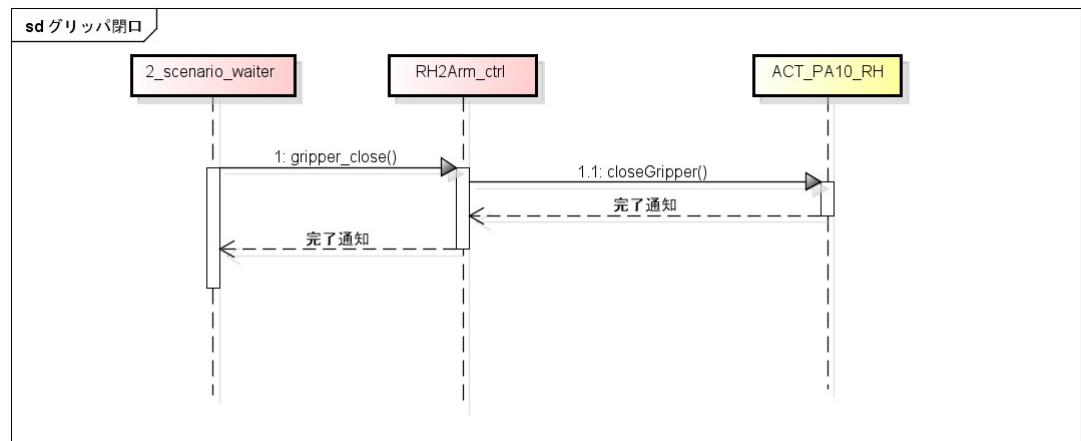 sd グリッパ閉口
2_scenario_waiter
RH2Arm_ctrl
ACT_PA10_RH
1: gripper_close()
1.1: closeGripper()
完了通知
完了通知